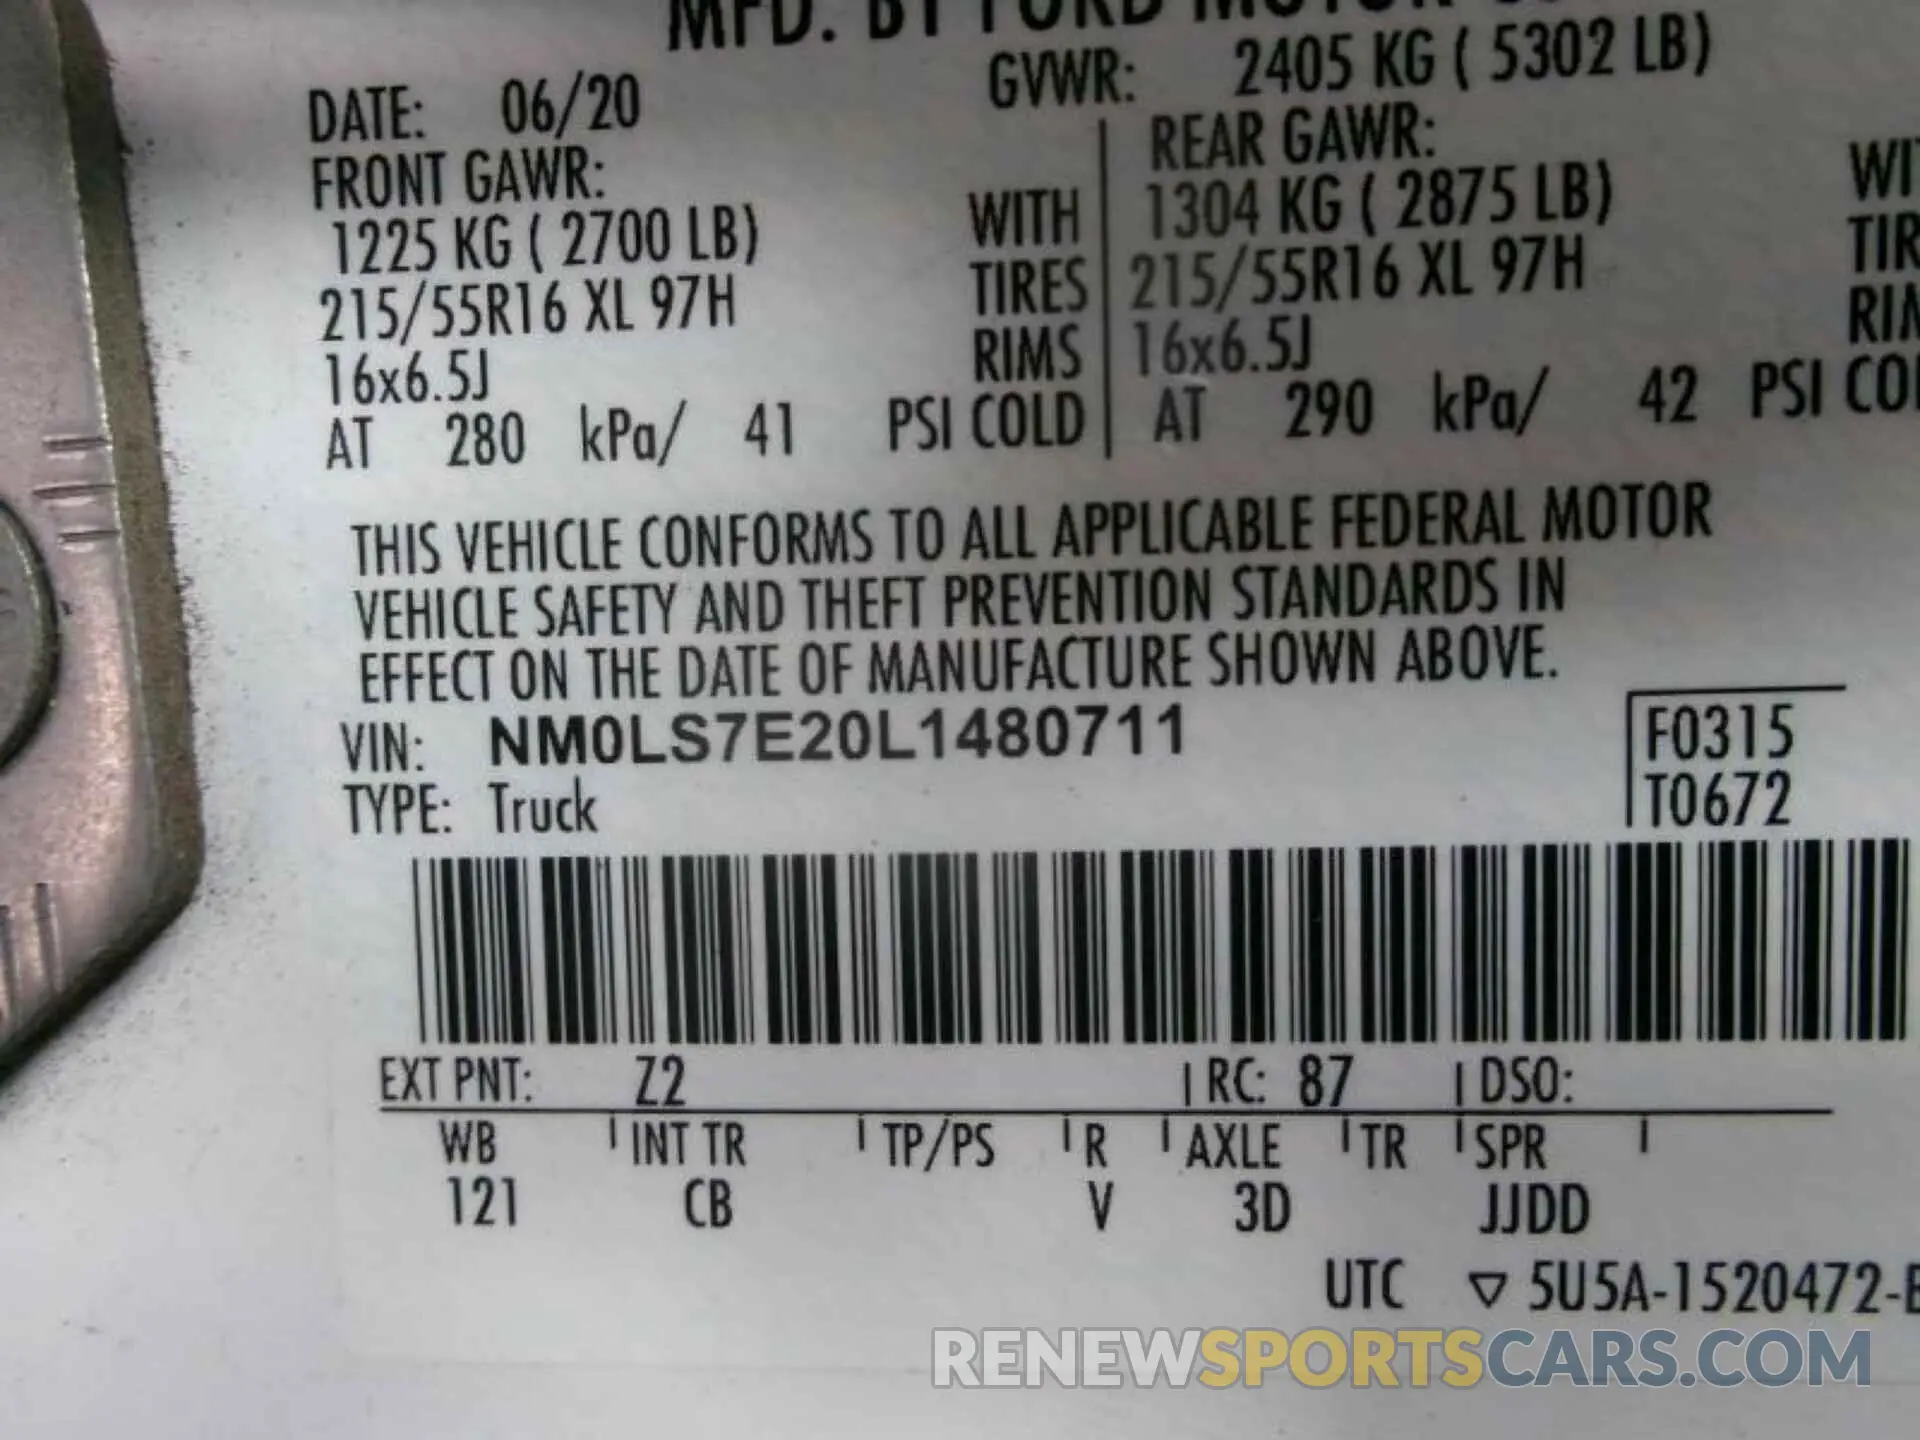 MFD. BY FORD MOTOR
DATE: 06/20
GVWR: 2405 KG ( 5302 LB)
FRONT GAWR:
REAR GAWR:
1225 KG ( 2700 LB) WITH
1304 KG ( 2875 LB)
215/55R16 XL 97H TIRES
215/55R16 XL 97H
16x6.5J RIMS
16x6.5J
AT 280 kPa/ 41 PSI COLD
AT 290 kPa/ 42 PSI
THIS VEHICLE CONFORMS TO ALL APPLICABLE FEDERAL MOTOR
VEHICLE SAFETY AND THEFT PREVENTION STANDARDS IN
EFFECT ON THE DATE OF MANUFACTURE SHOWN ABOVE.
VIN: NM0LS7E20L1480711
F0315
TYPE: Truck
T0672
EXT PNT: Z2 RC: 87 DSO:
WB INT TR TP/PS R AXLE TR SPR
121 CB V 3D JJDD
UTC ▽ 5U5A-1520472-
RENEWSPORTSCARS.COM